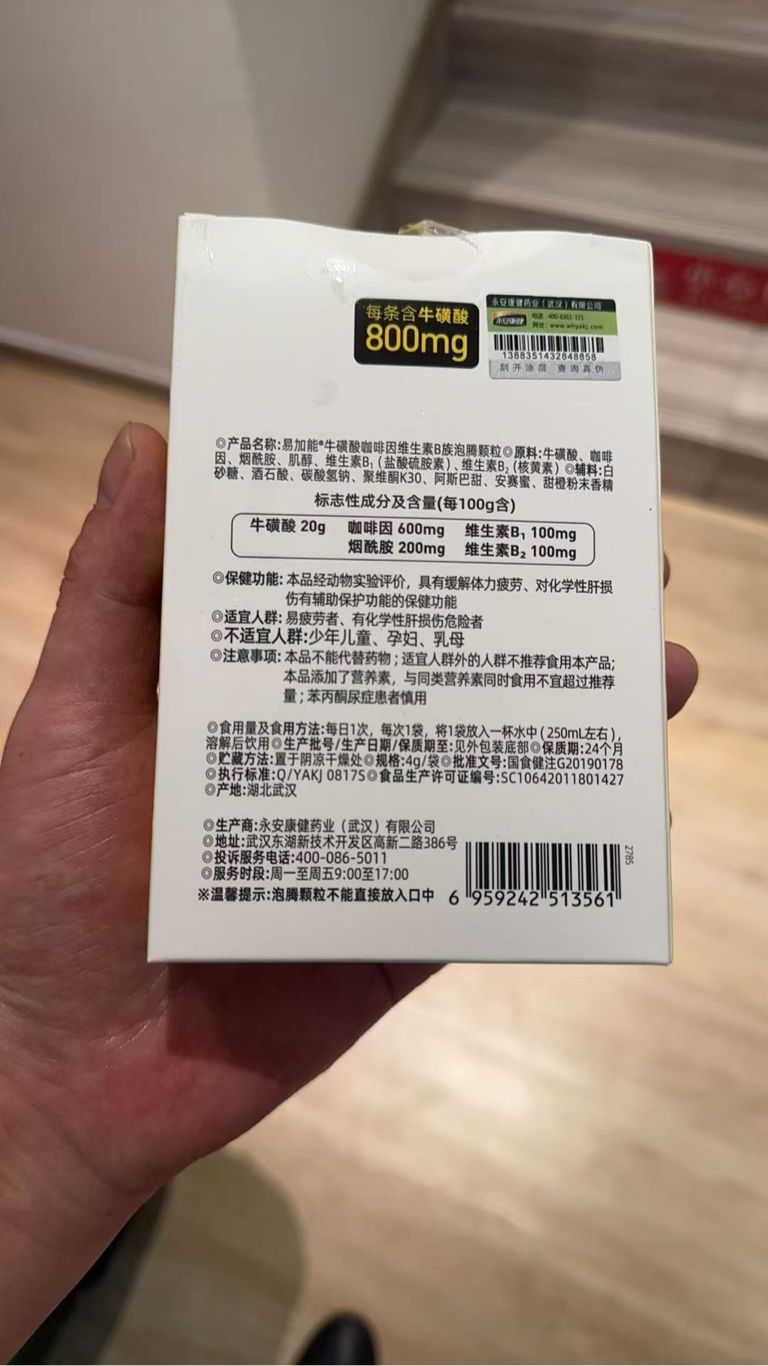 每条含牛磺酸
800mg
永安康健药业（武汉）有限公司
永安康健
电话：400-6361-315
网址：www.whyakj.com
1388351432848858
刮开涂层 查询真伪
◎产品名称:易加能®牛磺酸咖啡因维生素B族泡腾颗粒◎原料:牛磺酸、咖啡
因、烟酰胺、肌醇、维生素B₁（盐酸硫胺素）、维生素B₂（核黄素）◎辅料:白
砂糖、酒石酸、碳酸氢钠、聚维酮K30、阿斯巴甜、安赛蜜、甜橙粉末香精
标志性成分及含量(每100g含)
牛磺酸 20g 咖啡因 600mg 维生素B₁ 100mg
烟酰胺 200mg 维生素B₂ 100mg
◎保健功能: 本品经动物实验评价，具有缓解体力疲劳、对化学性肝损
伤有辅助保护功能的保健功能
◎适宜人群: 易疲劳者、有化学性肝损伤危险者
◎不适宜人群:少年儿童、孕妇、乳母
◎注意事项: 本品不能代替药物；适宜人群外的人群不推荐食用本产品;
本品添加了营养素，与同类营养素同时食用不宜超过推荐
量；苯丙酮尿症患者慎用
◎食用量及食用方法:每日1次，每次1袋，将1袋放入一杯水中（250mL左右），
溶解后饮用◎生产批号/生产日期/保质期至:见外包装底部◎保质期:24个月
◎贮藏方法:置于阴凉干燥处◎规格:4g/袋◎批准文号:国食健注G20190178
◎执行标准:Q/YAKJ 0817S◎食品生产许可证编号:SC10642011801427
◎产地:湖北武汉
◎生产商:永安康健药业（武汉）有限公司
◎地址:武汉东湖新技术开发区高新二路386号
◎投诉服务电话:400-086-5011
◎服务时段:周一至周五9:00至17:00
※温馨提示:泡腾颗粒不能直接放入口中
6 959242 513561
2785